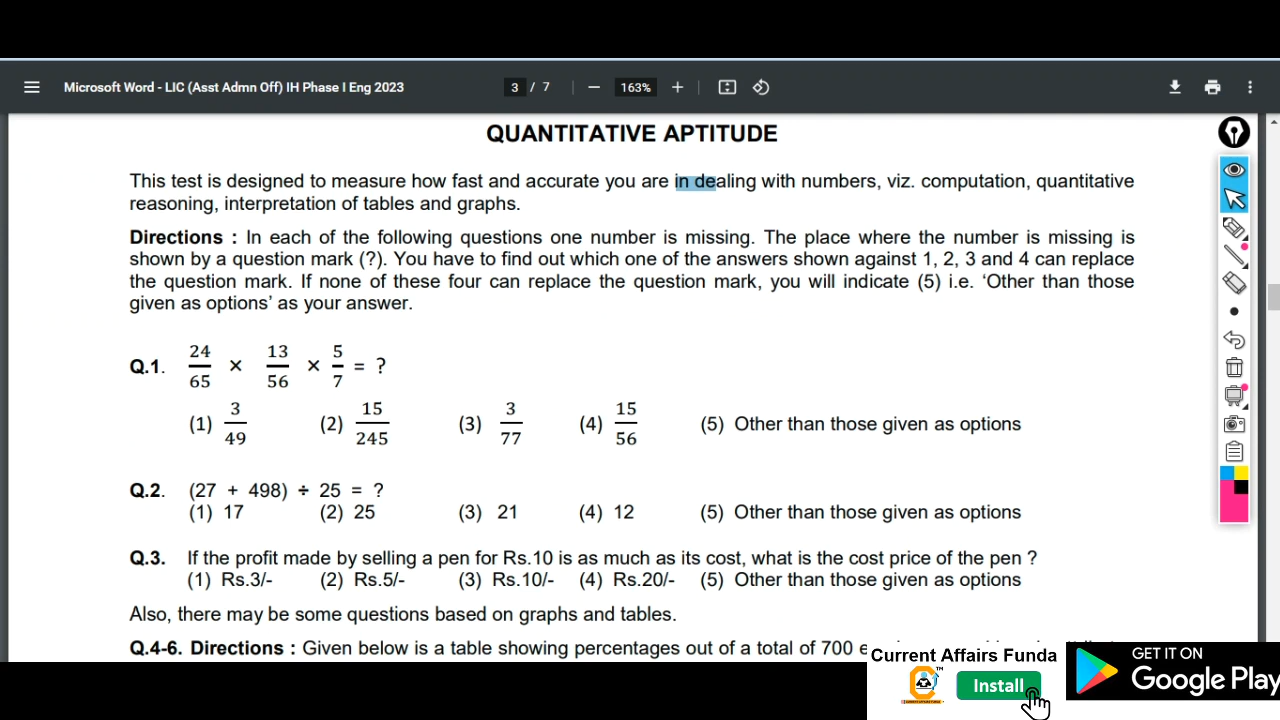 Microsoft Word - LIC (Asst Admn Off) IH Phase I Eng 2023 3 / 7 — 163% +
QUANTITATIVE APTITUDE
This test is designed to measure how fast and accurate you are in dealing with numbers, viz. computation, quantitative
reasoning, interpretation of tables and graphs.
Directions : In each of the following questions one number is missing. The place where the number is missing is
shown by a question mark (?). You have to find out which one of the answers shown against 1, 2, 3 and 4 can replace
the question mark. If none of these four can replace the question mark, you will indicate (5) i.e. ‘Other than those
given as options’ as your answer.
Q.1. 24/65 × 13/56 × 5/7 = ?
(1) 3/49 (2) 15/245 (3) 3/77 (4) 15/56 (5) Other than those given as options
Q.2. (27 + 498) ÷ 25 = ?
(1) 17 (2) 25 (3) 21 (4) 12 (5) Other than those given as options
Q.3. If the profit made by selling a pen for Rs.10 is as much as its cost, what is the cost price of the pen ?
(1) Rs.3/- (2) Rs.5/- (3) Rs.10/- (4) Rs.20/- (5) Other than those given as options
Also, there may be some questions based on graphs and tables.
Q.4-6. Directions : Given below is a table showing percentages out of a total of 700
Current Affairs Funda
Install
GET IT ON
Google Play